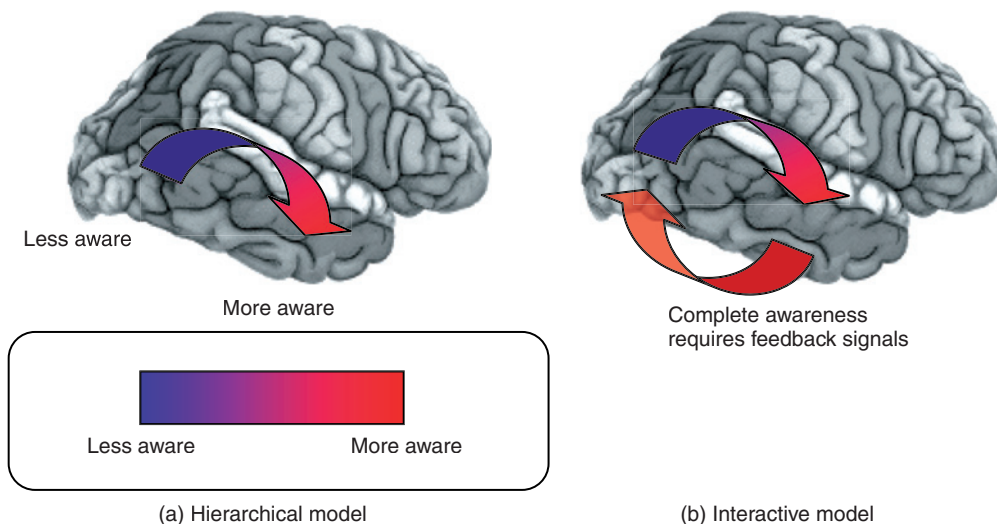 Less aware
More aware
Less aware
More aware
(a) Hierarchical model
Complete awareness
requires feedback signals
(b) Interactive model